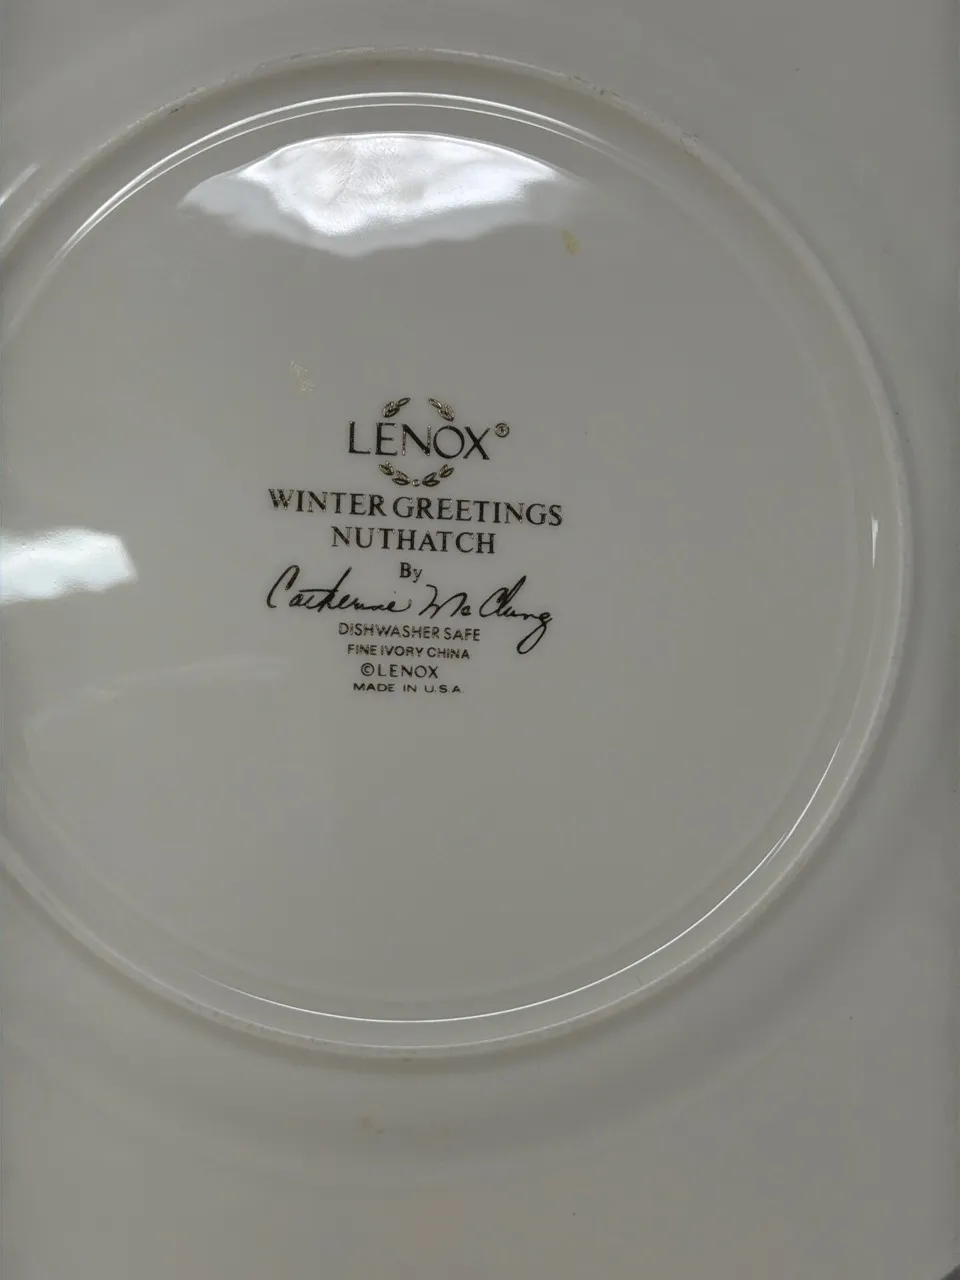 LENOX®
WINTER GREETINGS
NUTHATCH
By
Catherine McClung
DISHWASHER SAFE
FINE IVORY CHINA
©LENOX
MADE IN U.S.A.